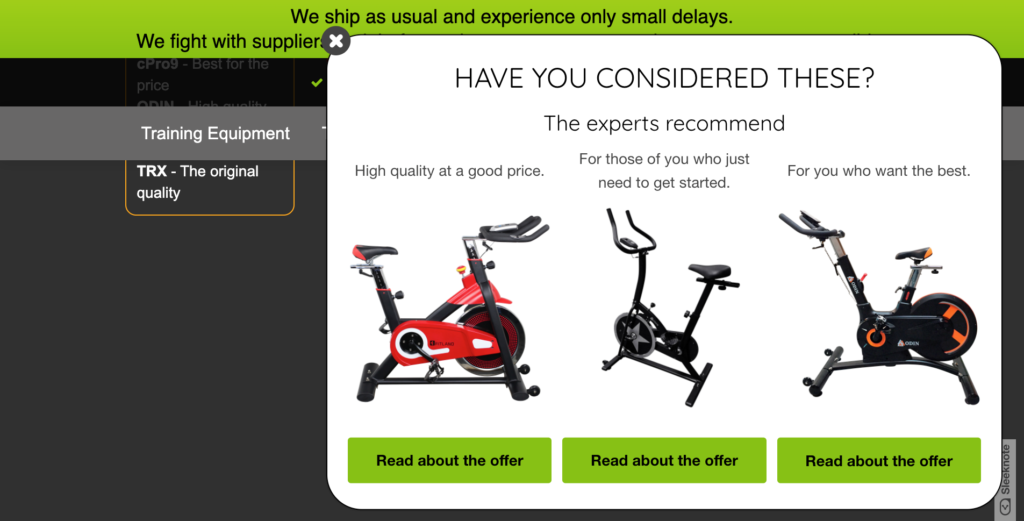 We ship as usual and experience only small delays.
We fight with suppliers
cPro9 - Best for the
price
ODIN - High quality
Training Equipment
TRX - The original
quality
HAVE YOU CONSIDERED THESE?
The experts recommend
High quality at a good price.
For those of you who just
need to get started.
For you who want the best.
ODIN
Read about the offer
Read about the offer
Read about the offer
Sleeknote